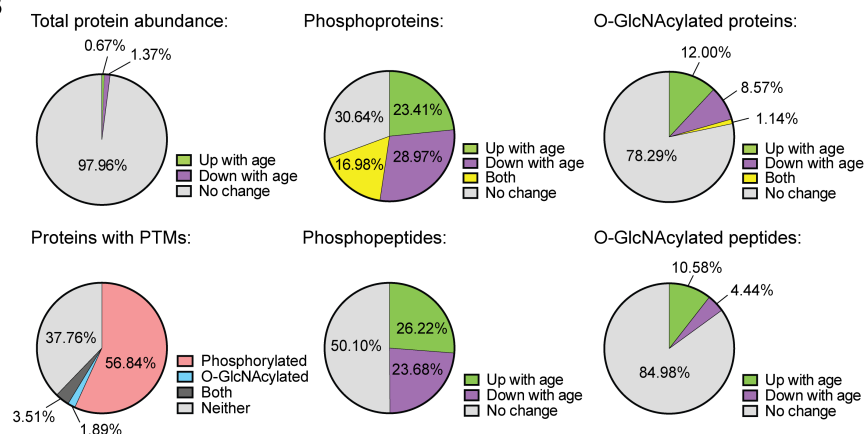 Total protein abundance:
0.67%
1.37%
97.96%
Up with age
Down with age
No change
Phosphoproteins:
30.64%
23.41%
16.98%
28.97%
Up with age
Down with age
Both
No change
O-GlcNAcylated proteins:
12.00%
8.57%
1.14%
78.29%
Up with age
Down with age
Both
No change
Proteins with PTMs:
37.76%
56.84%
3.51%
1.89%
Phosphorylated
O-GlcNAcylated
Both
Neither
Phosphopeptides:
50.10%
26.22%
23.68%
Up with age
Down with age
No change
O-GlcNAcylated peptides:
10.58%
4.44%
84.98%
Up with age
Down with age
No change